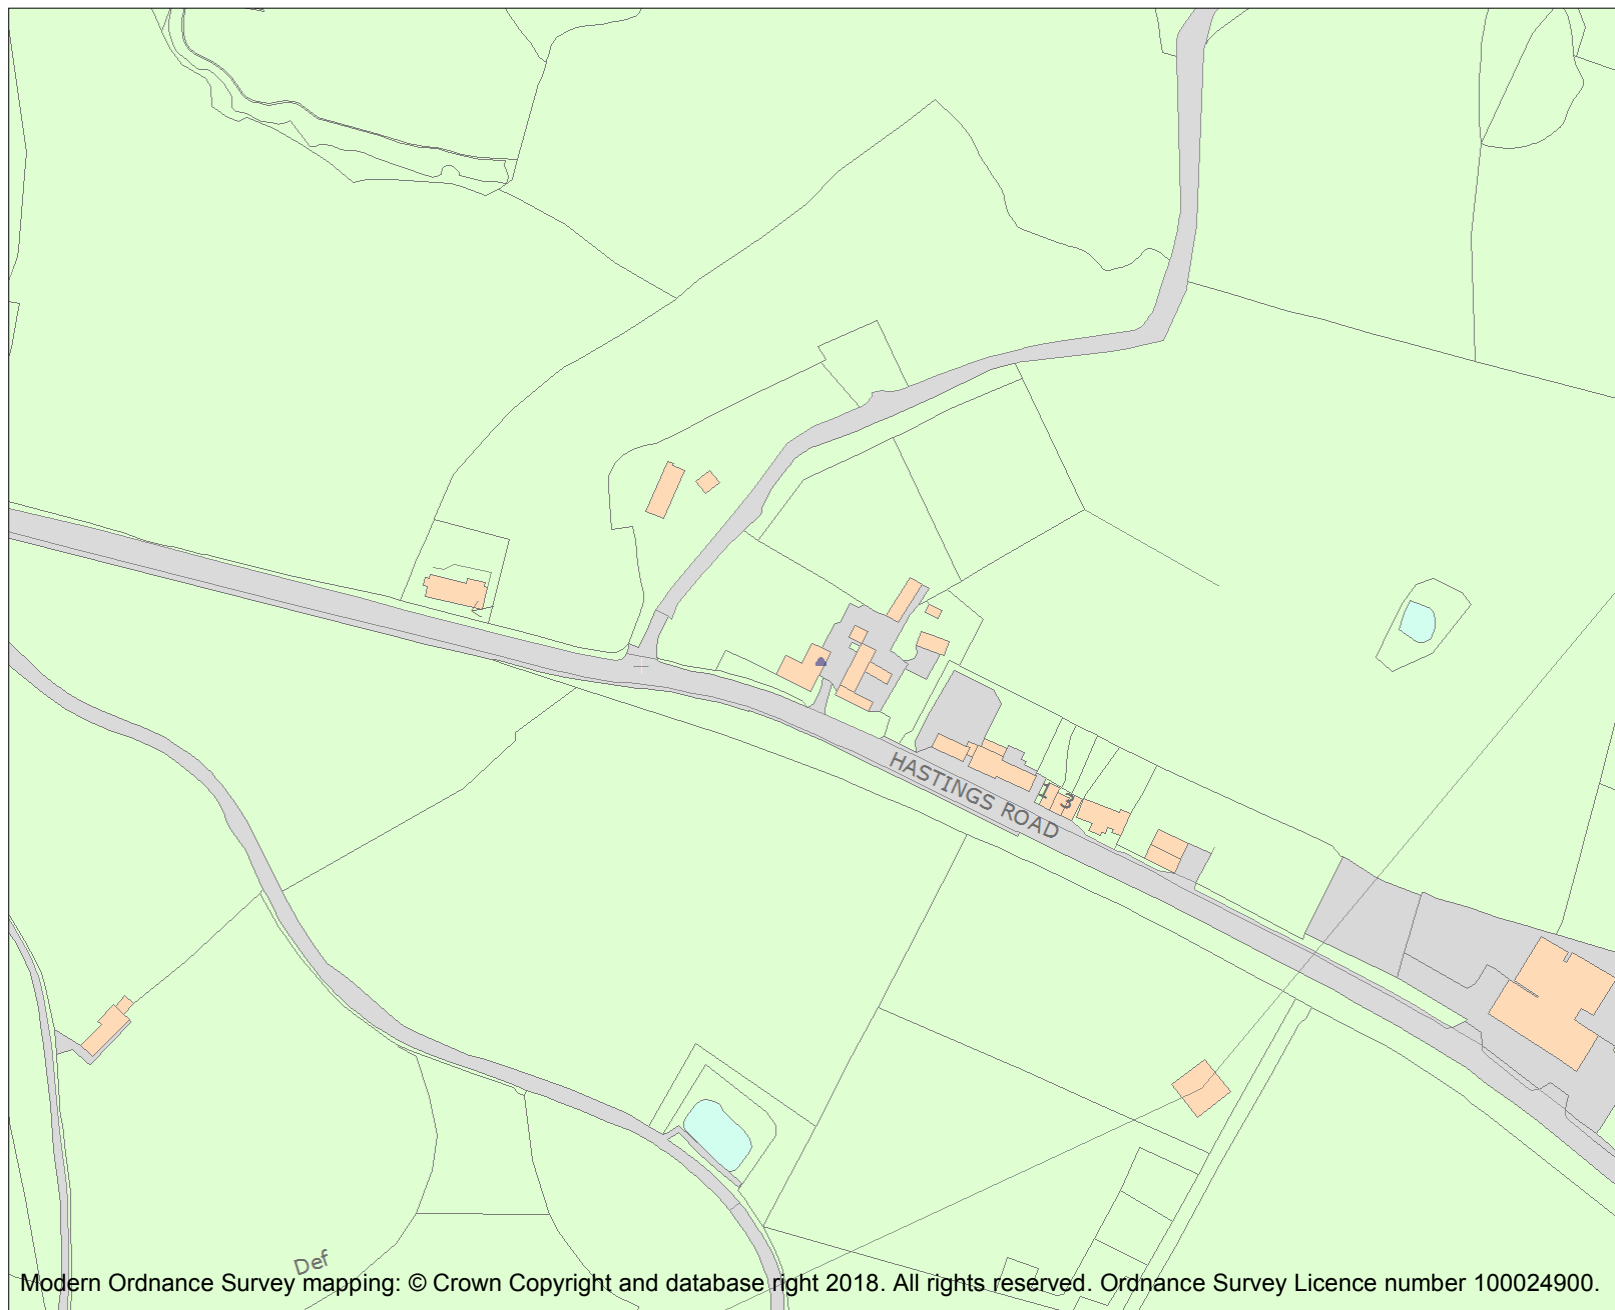 HASTINGS ROAD
1 3
Def
Modern Ordnance Survey mapping: © Crown Copyright and database right 2018. All rights reserved. Ordnance Survey Licence number 100024900.